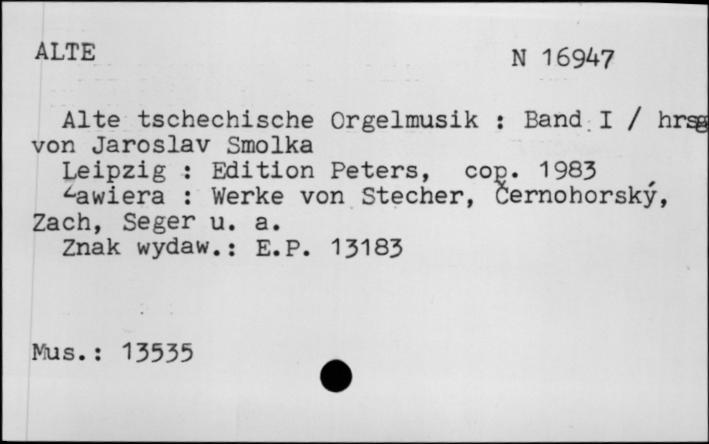 ALTE
N 16947
Alte tschechische Orgelmusik : Band I / hrsg
von Jaroslav Smolka
Leipzig : Edition Peters, cop. 1983
Zawiera : Werke von Stecher, Černohorský,
Zach, Seger u. a.
Znak wydaw.: E.P. 13183
Mus.: 13535